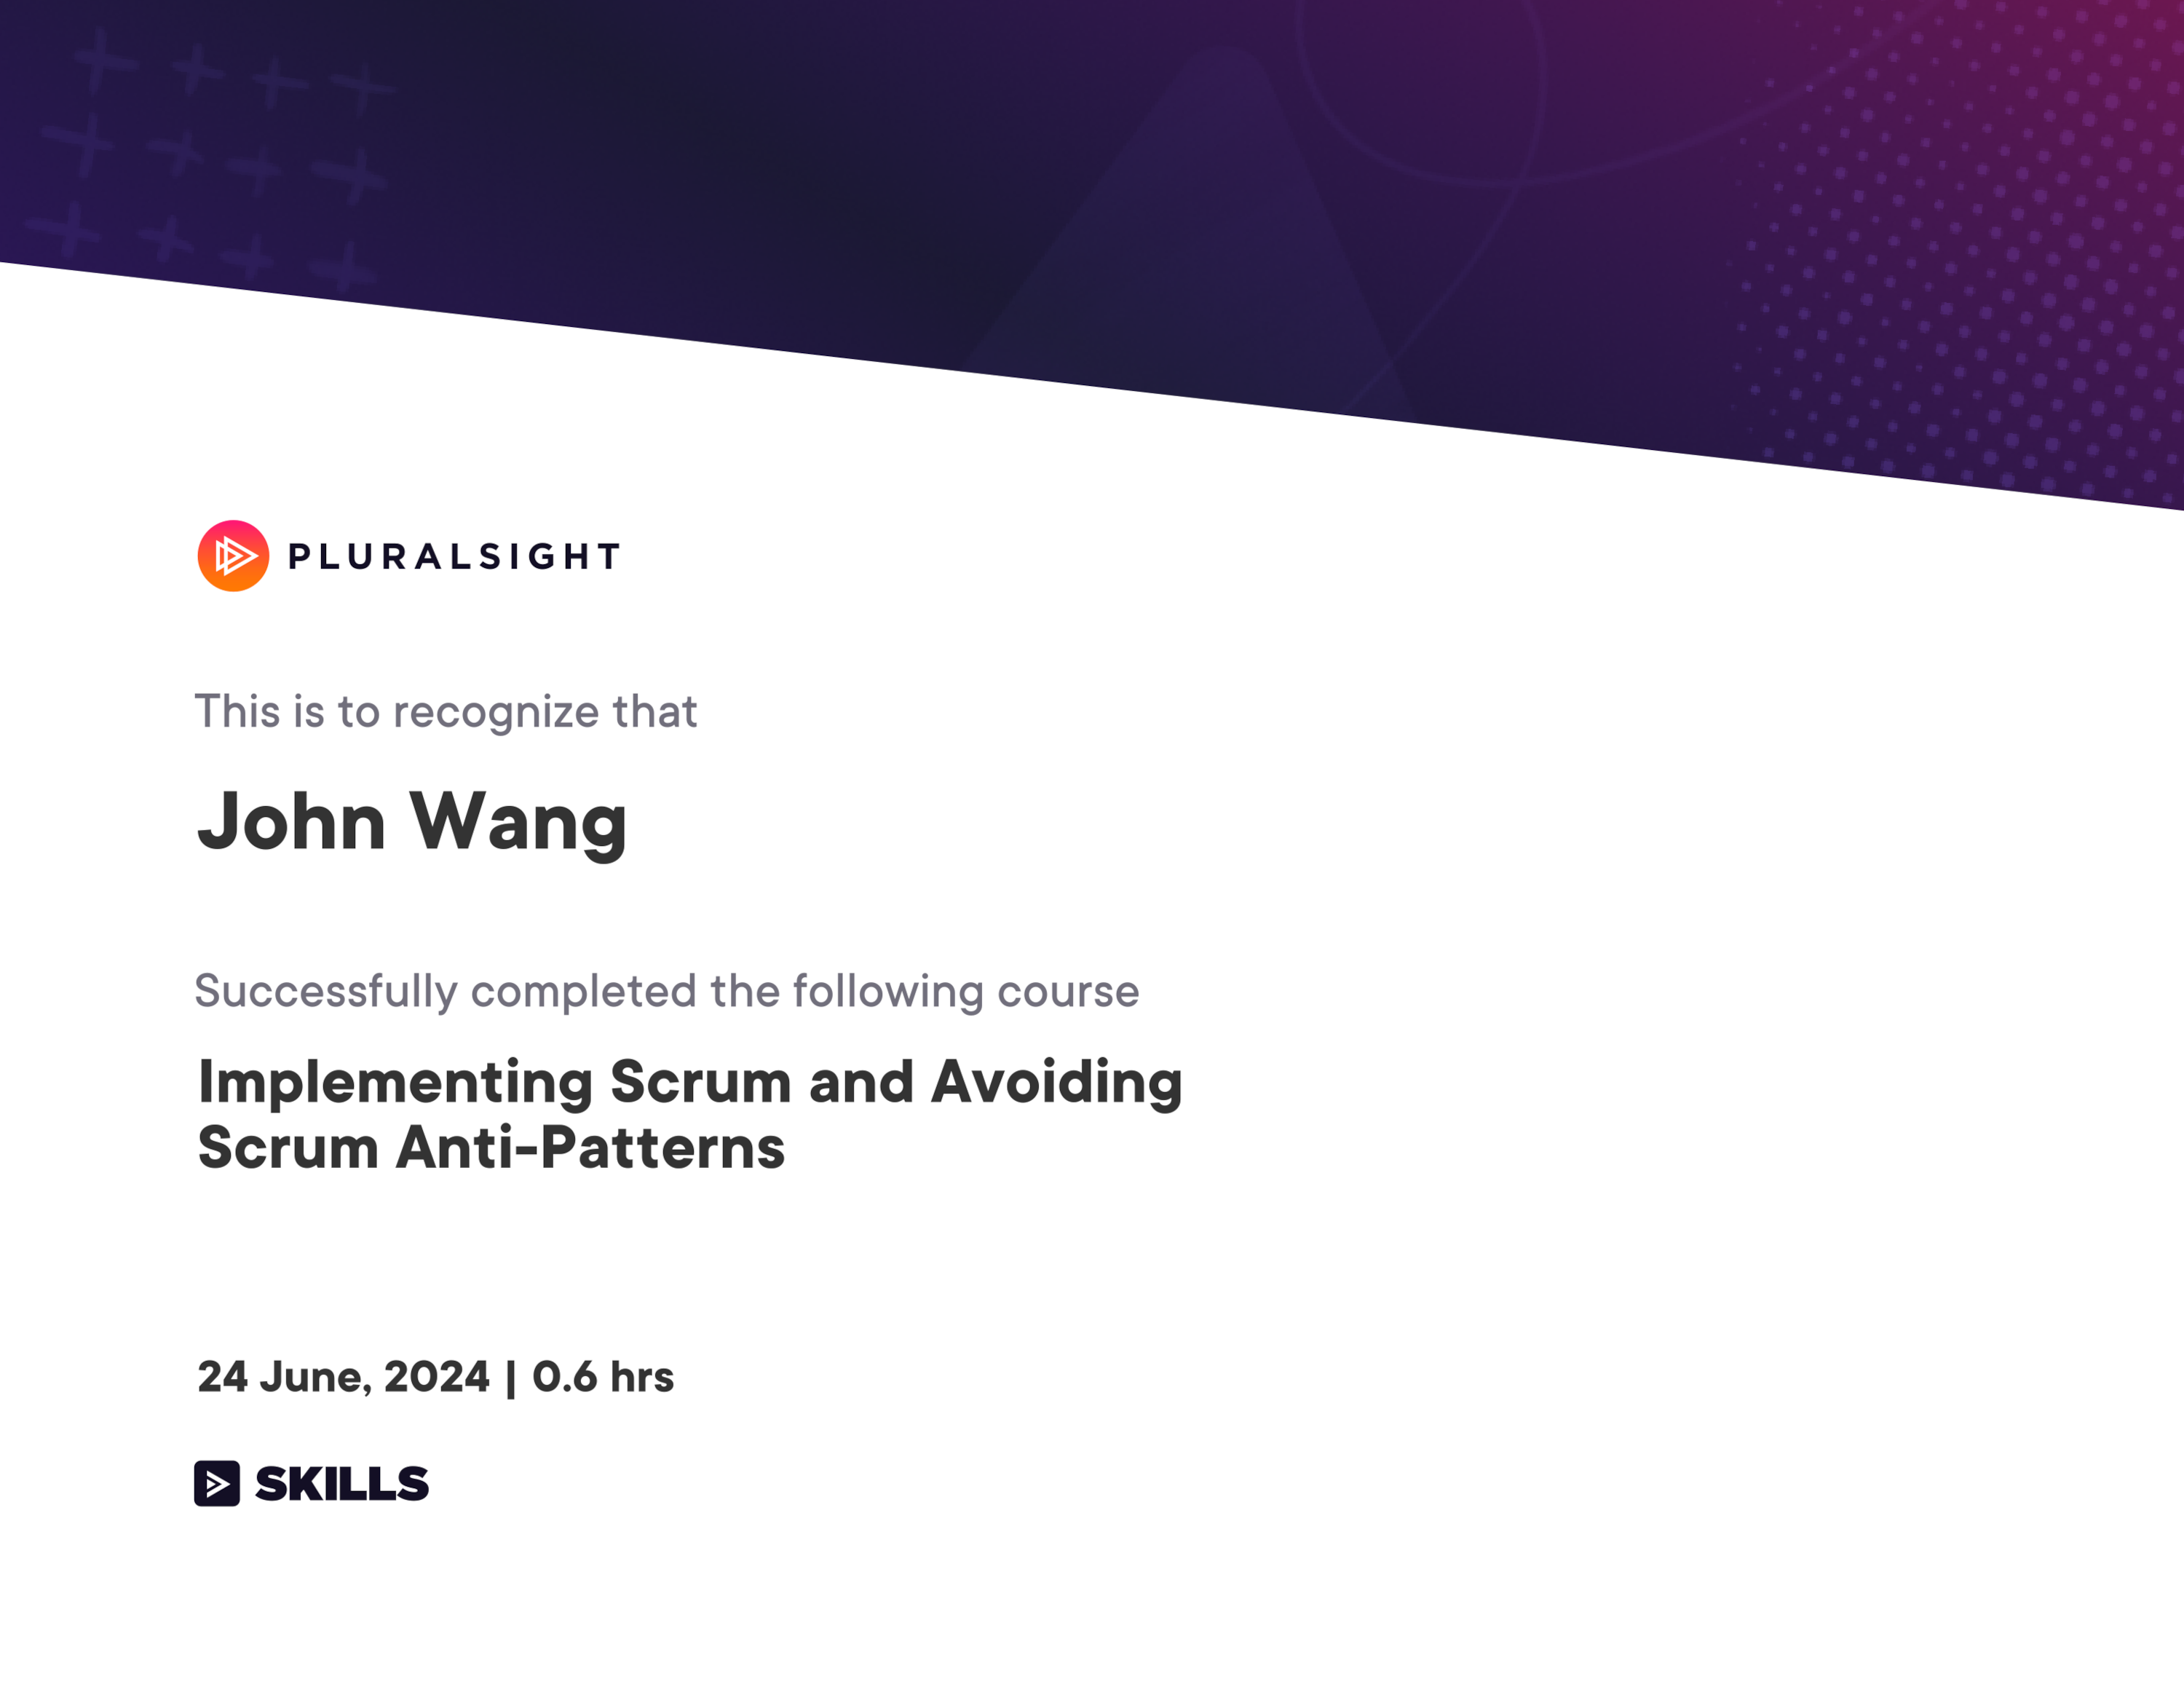 PLURALSIGHT
This is to recognize that
John Wang
Successfully completed the following course
Implementing Scrum and Avoiding
Scrum Anti-Patterns
24 June, 2024 | 0.6 hrs
SKILLS